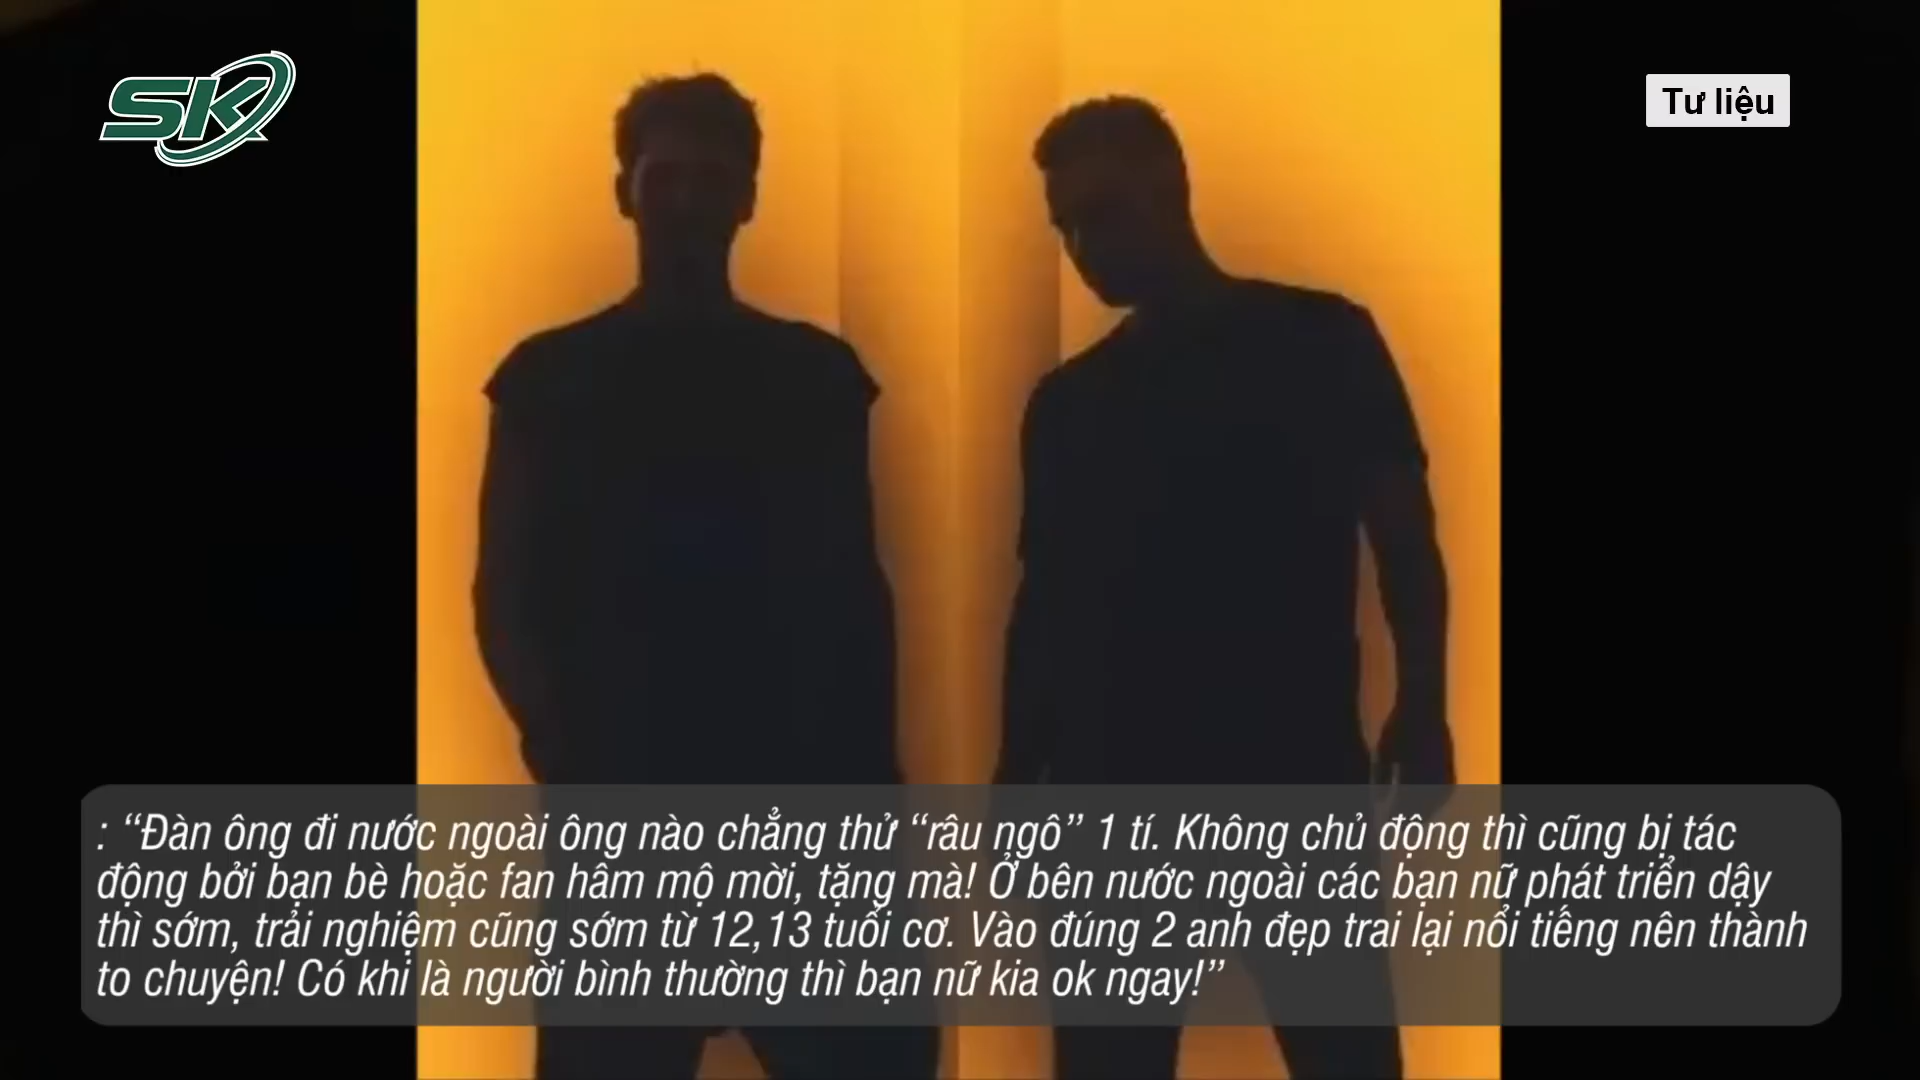 SK
Tư liệu
: “Đàn ông đi nước ngoài ông nào chẳng thử “râu ngô” 1 tí. Không chủ động thì cũng bị tác
động bởi bạn bè hoặc fan hâm mộ mời, tặng mà! Ở bên nước ngoài các bạn nữ phát triển dậy
thì sớm, trải nghiệm cũng sớm từ 12,13 tuổi cơ. Vào đúng 2 anh đẹp trai lại nổi tiếng nên thành
to chuyện! Có khi là người bình thường thì bạn nữ kia ok ngay!”